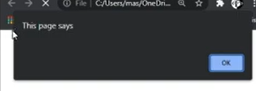 File | C:/Users/mas/OneDri...
This page says
OK